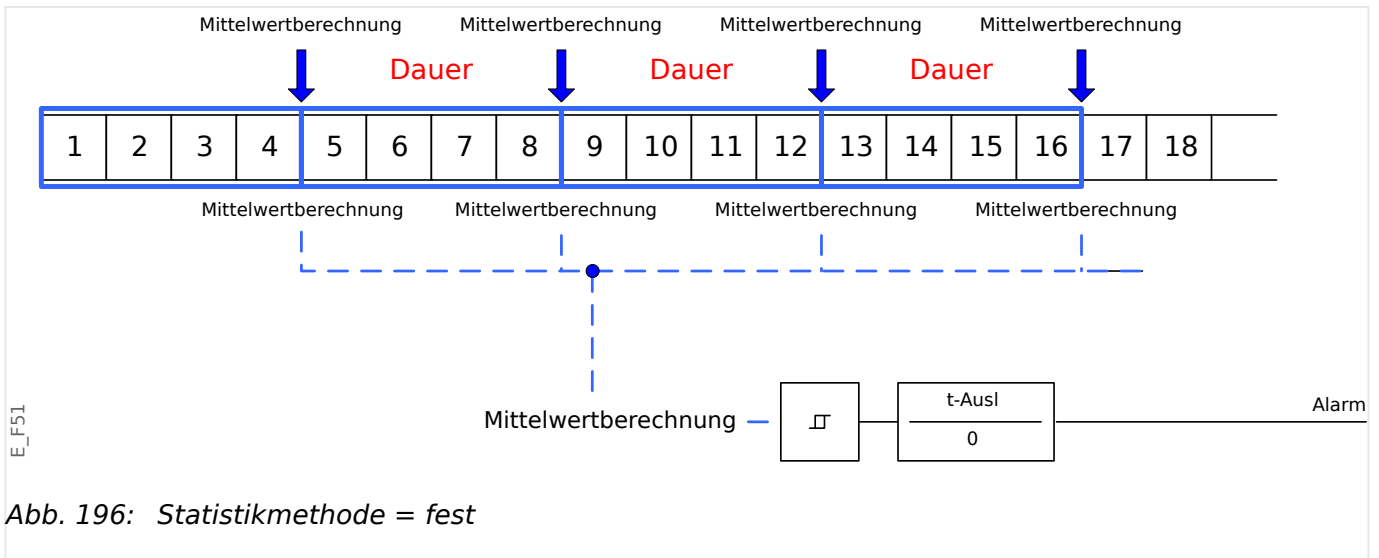 Mittelwertberechnung Mittelwertberechnung Mittelwertberechnung Mittelwertberechnung
Dauer Dauer Dauer
1 2 3 4 5 6 7 8 9 10 11 12 13 14 15 16 17 18
Mittelwertberechnung Mittelwertberechnung Mittelwertberechnung Mittelwertberechnung
Mittelwertberechnung
t-Ausl
0
Alarm
E_F51
Abb. 196: Statistikmethode = fest